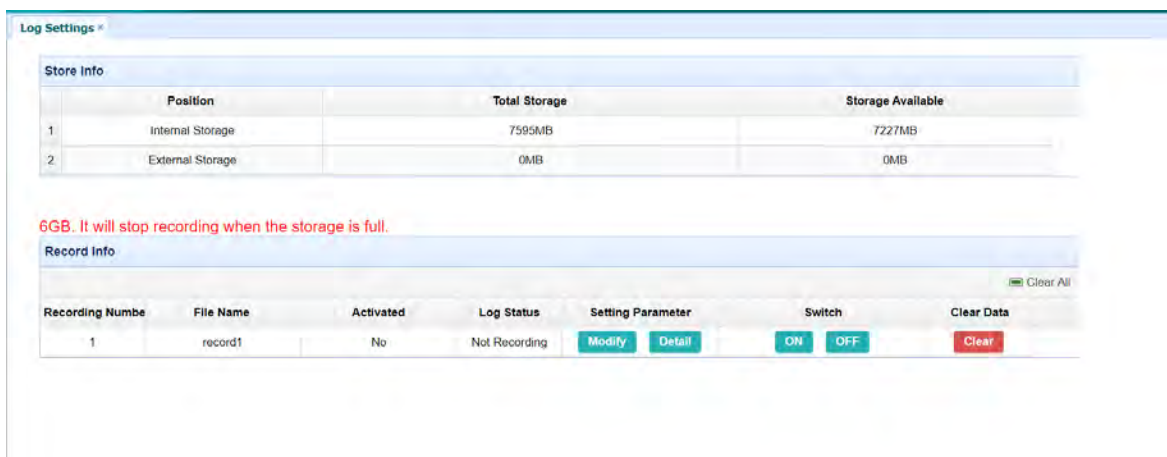 Log Settings ×
Store Info
Position Total Storage Storage Available
1 Internal Storage 7595MB 7227MB
2 External Storage 0MB 0MB
6GB. It will stop recording when the storage is full.
Record Info
Clear All
Recording Numbe File Name Activated Log Status Setting Parameter Switch Clear Data
1 record1 No Not Recording Modify Detail ON OFF Clear